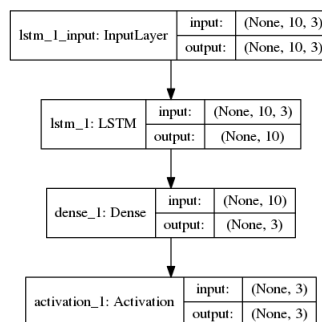 lstm_1_input: InputLayer
input: (None, 10, 3)
output: (None, 10, 3)
lstm_1: LSTM
input: (None, 10, 3)
output: (None, 10)
dense_1: Dense
input: (None, 10)
output: (None, 3)
activation_1: Activation
input: (None, 3)
output: (None, 3)